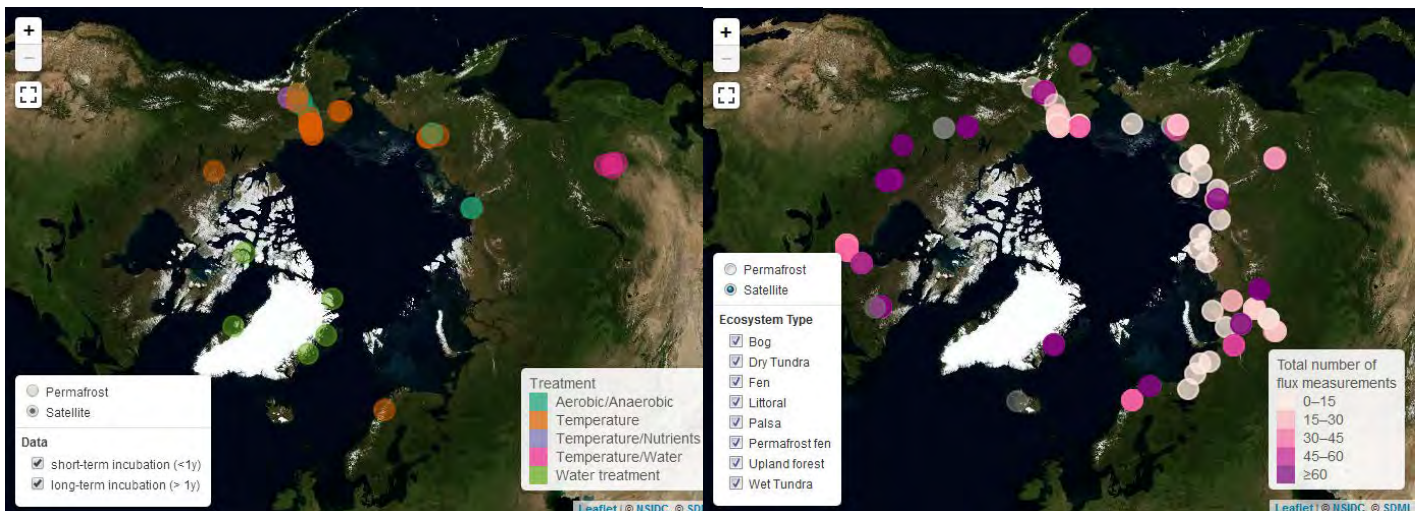 +
−
Permafrost
Satellite
Data
short-term incubation (<1y)
long-term incubation (> 1y)
Treatment
Aerobic/Anaerobic
Temperature
Temperature/Nutrients
Temperature/Water
Water treatment
Leaflet | © NSIDC, © SDMI
+
−
Permafrost
Satellite
Ecosystem Type
Bog
Dry Tundra
Fen
Littoral
Palsa
Permafrost fen
Upland forest
Wet Tundra
Total number of
flux measurements
0–15
15–30
30–45
45–60
≥60
Leaflet | © NSIDC, © SDMI